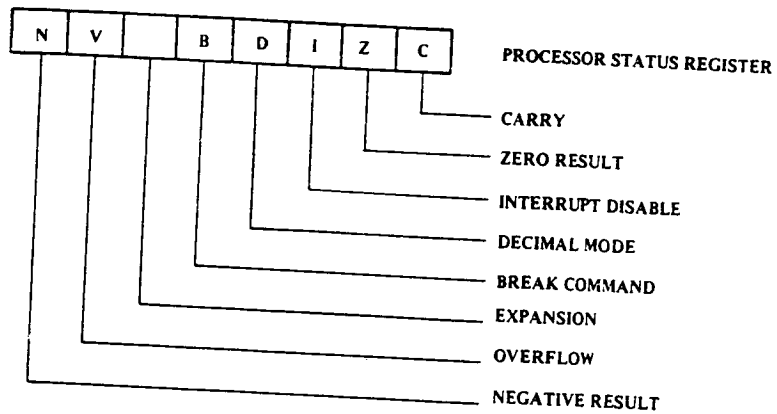 N V B D I Z C
PROCESSOR STATUS REGISTER
CARRY
ZERO RESULT
INTERRUPT DISABLE
DECIMAL MODE
BREAK COMMAND
EXPANSION
OVERFLOW
NEGATIVE RESULT